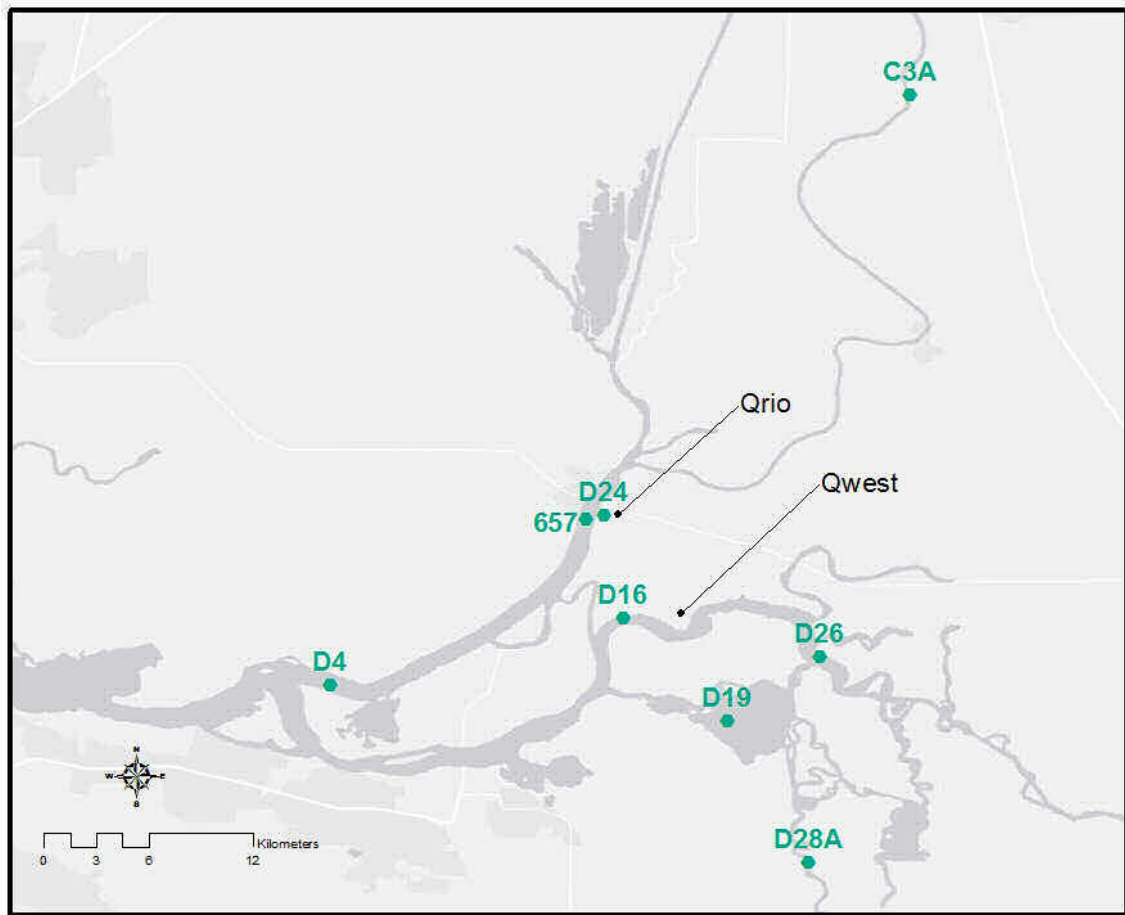 C3A
Qrio
Qwest
D24
657
D16
D26
D4
D19
N
W E
S
Kilometers
0 3 6 12
D28A